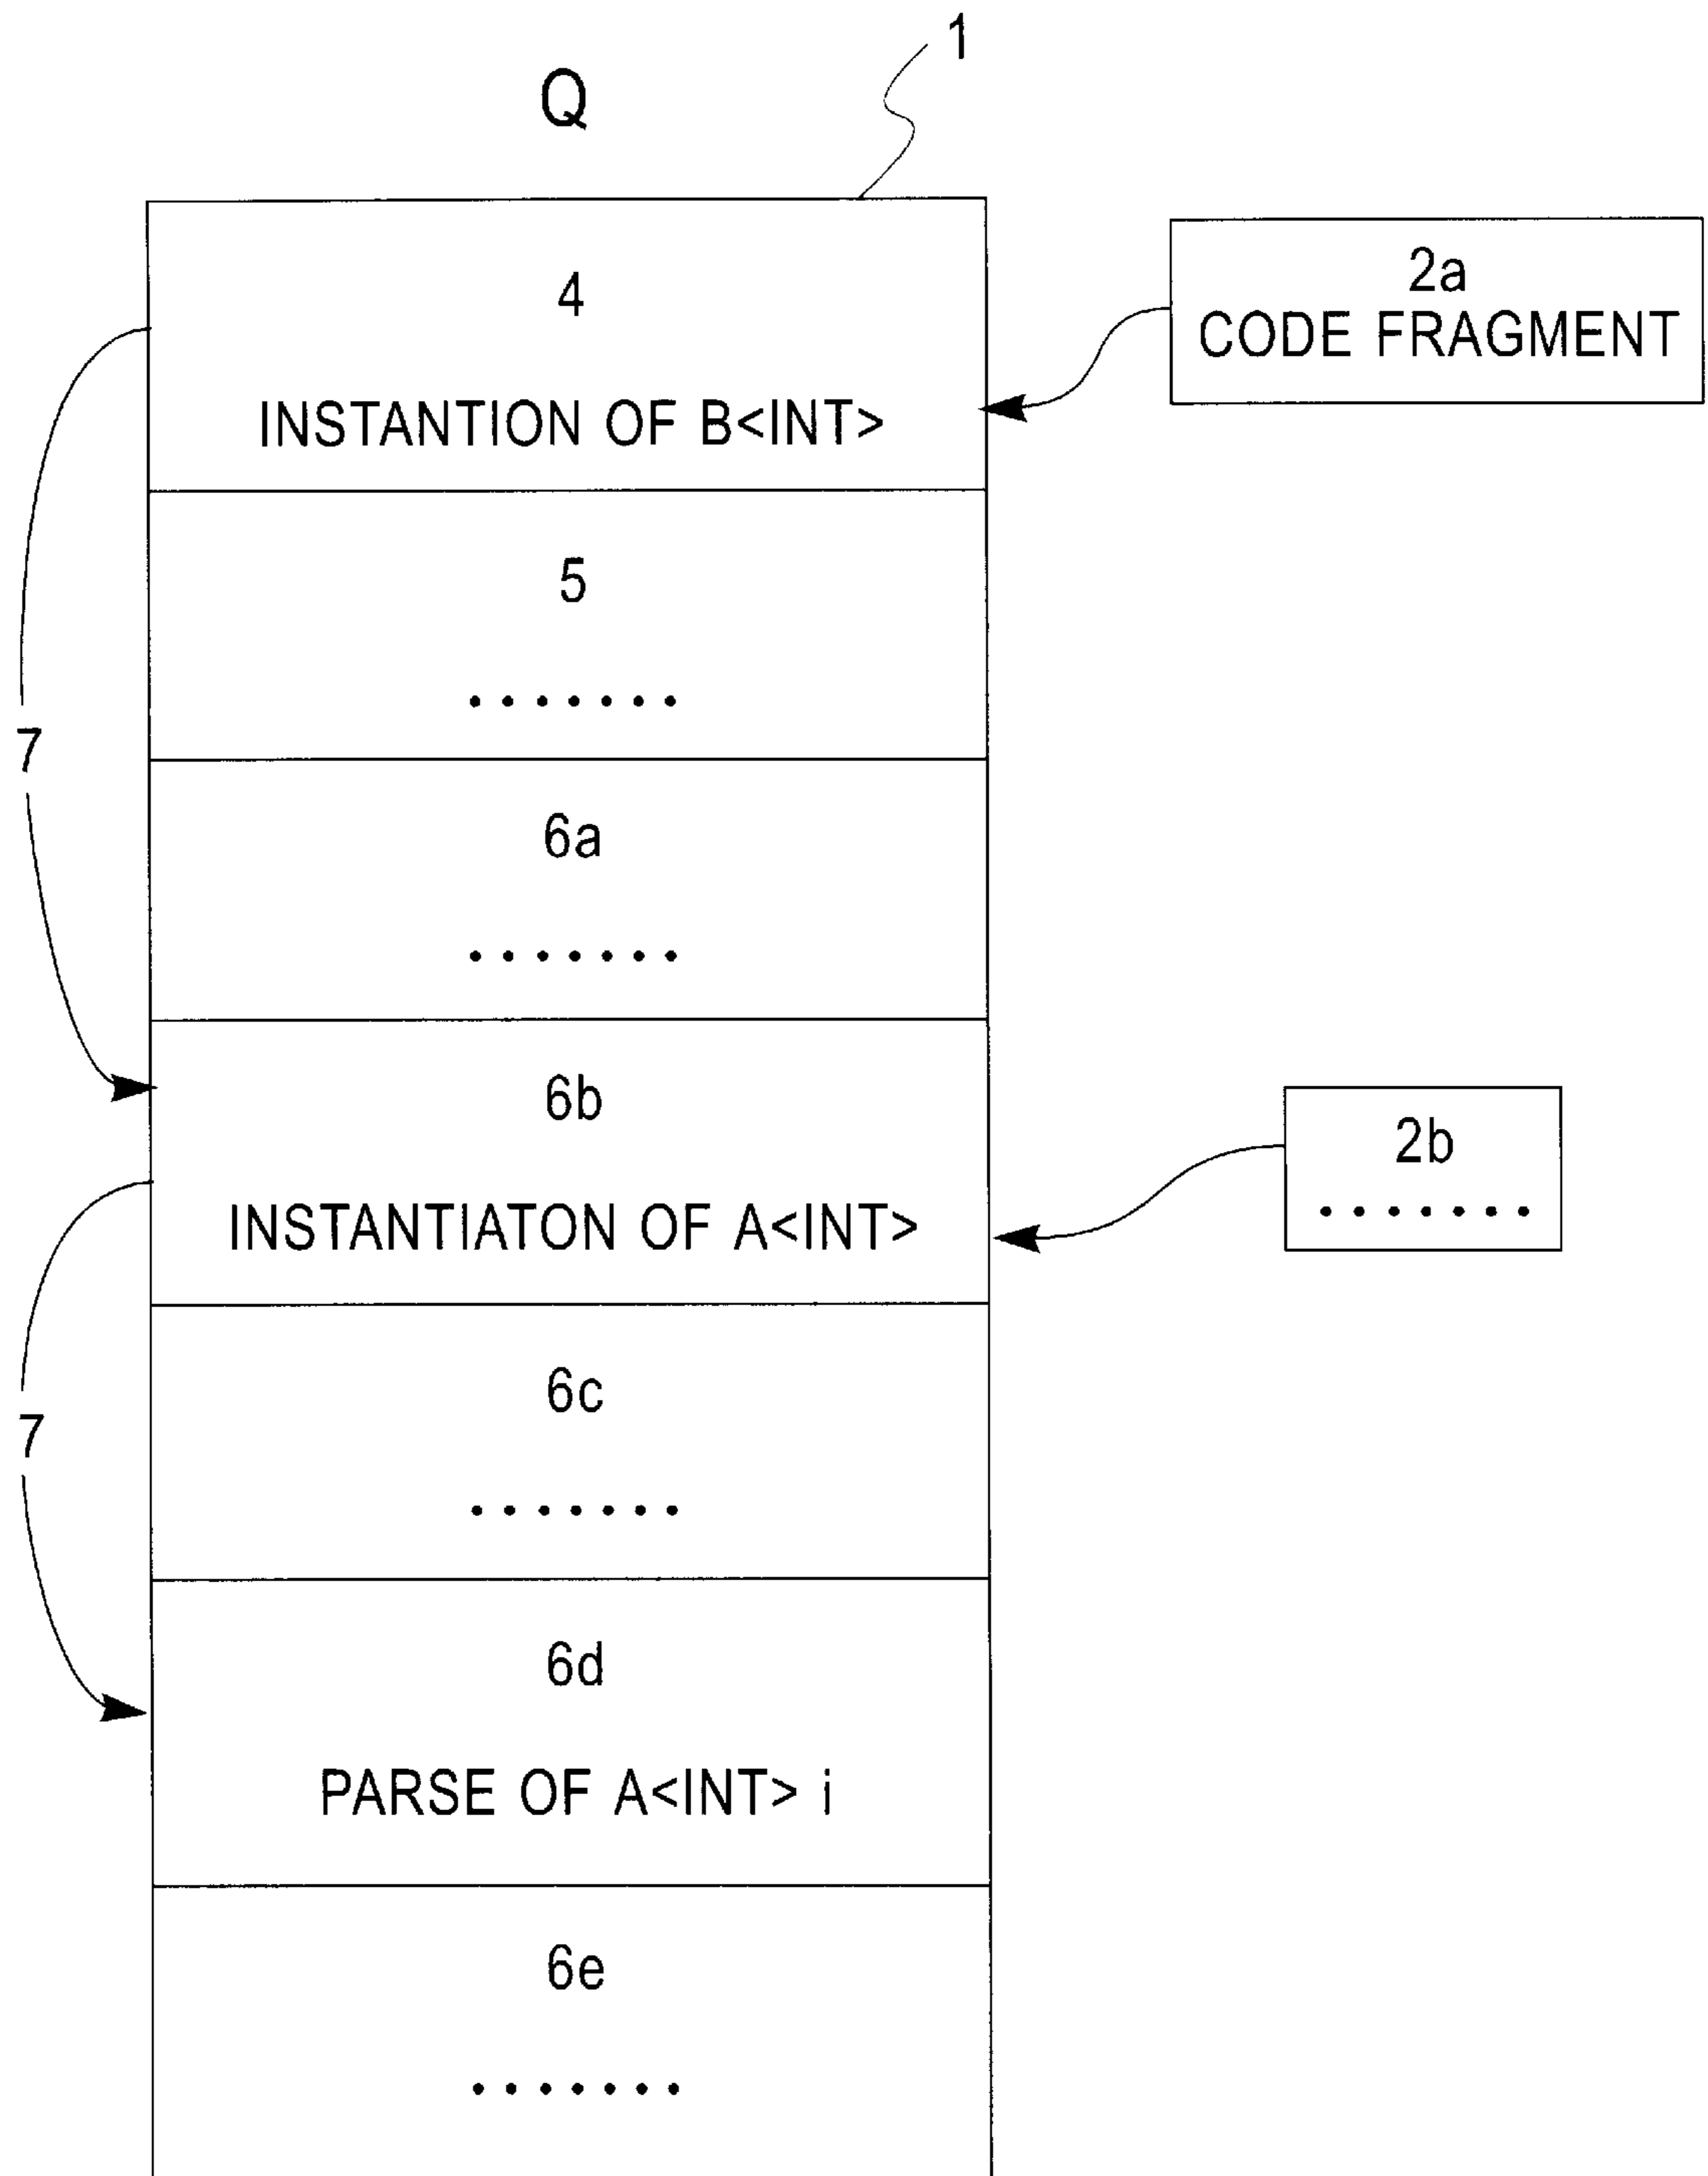 1
Q
4
INSTANTION OF B<INT>
2a
CODE FRAGMENT
5
.......
7
6a
.......
6b
INSTANTIATON OF A<INT>
2b
.......
6c
.......
7
6d
PARSE OF A<INT> i
6e
.......